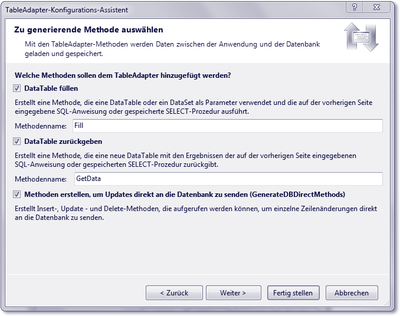 TableAdapter-Konfigurations-Assistent
Zu generierende Methode auswählen
Mit den TableAdapter-Methoden werden Daten zwischen der Anwendung und der Datenbank
geladen und gespeichert.
Welche Methoden sollen dem TableAdapter hinzugefügt werden?
DataTable füllen
Erstellt eine Methode, die eine DataTable oder ein DataSet als Parameter verwendet und die auf der vorherigen Seite
eingegebene SQL-Anweisung oder gespeicherte SELECT-Prozedur ausführt.
Methodenname: Fill
DataTable zurückgeben
Erstellt eine Methode, die eine neue DataTable mit den Ergebnissen der auf der vorherigen Seite eingegebenen
SQL-Anweisung oder gespeicherten SELECT-Prozedur zurückgibt.
Methodenname: GetData
Methoden erstellen, um Updates direkt an die Datenbank zu senden (GenerateDBDirectMethods)
Erstellt Insert-, Update - und Delete-Methoden, die aufgerufen werden können, um einzelne Zeilenänderungen direkt
an die Datenbank zu senden.
< Zurück Weiter > Fertig stellen Abbrechen